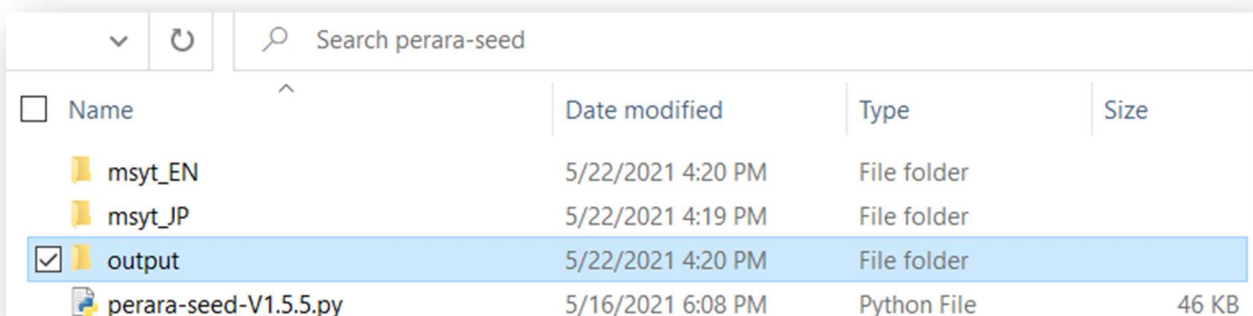 Search perara-seed
Name Date modified Type Size
msyt_EN 5/22/2021 4:20 PM File folder
msyt_JP 5/22/2021 4:19 PM File folder
output 5/22/2021 4:20 PM File folder
perara-seed-V1.5.5.py 5/16/2021 6:08 PM Python File 46 KB